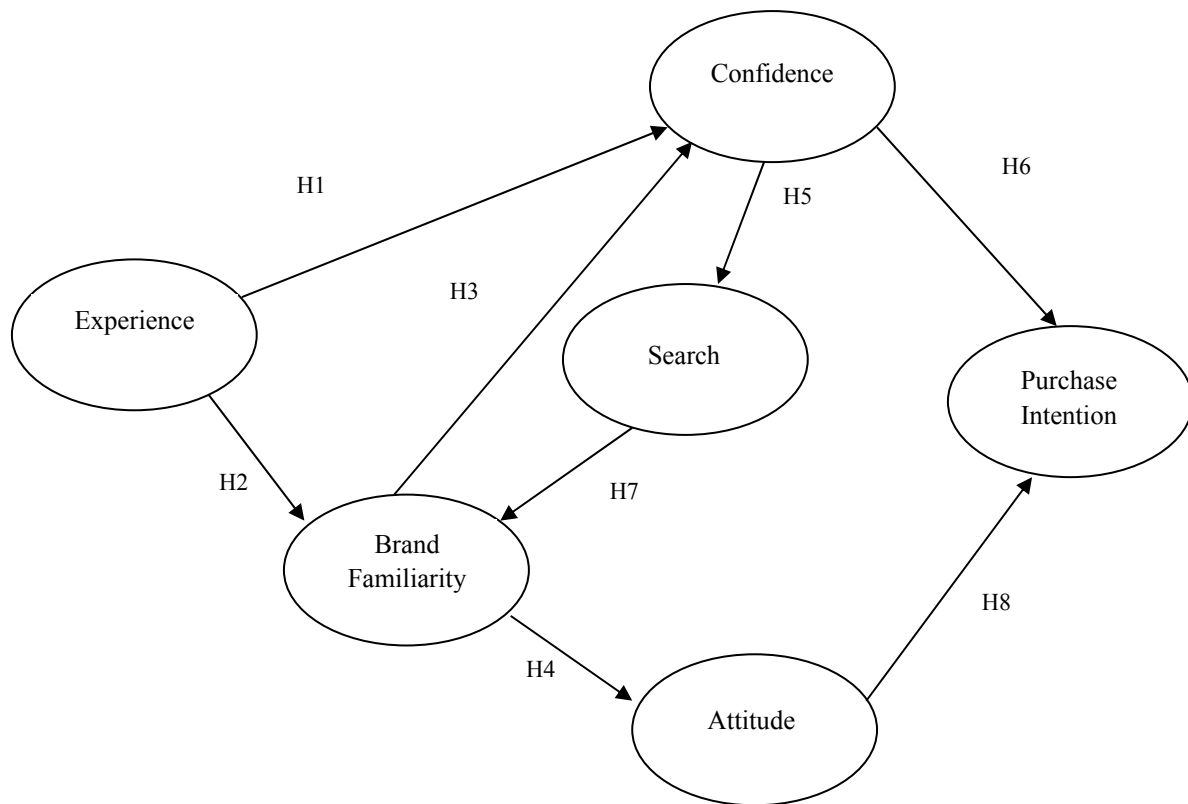 Confidence
H1
H6
H5
H3
Experience
Search
Purchase
Intention
H2
H7
Brand
Familiarity
H8
H4
Attitude